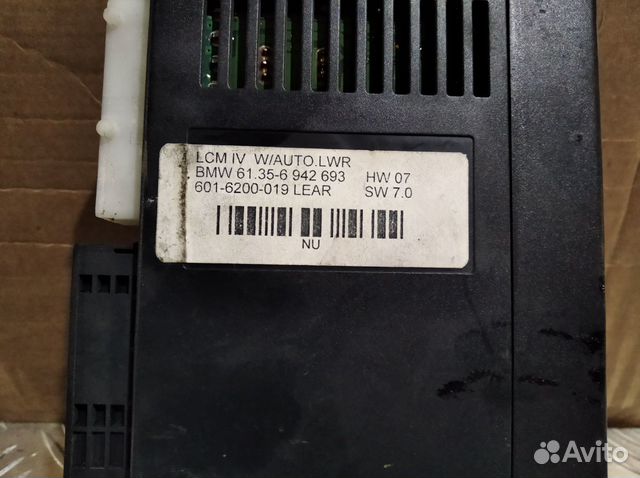 LCM IV W/AUTO.LWR
BMW 61.35-6 942 693 HW 07
601-6200-019 LEAR SW 7.0
NU
Avito